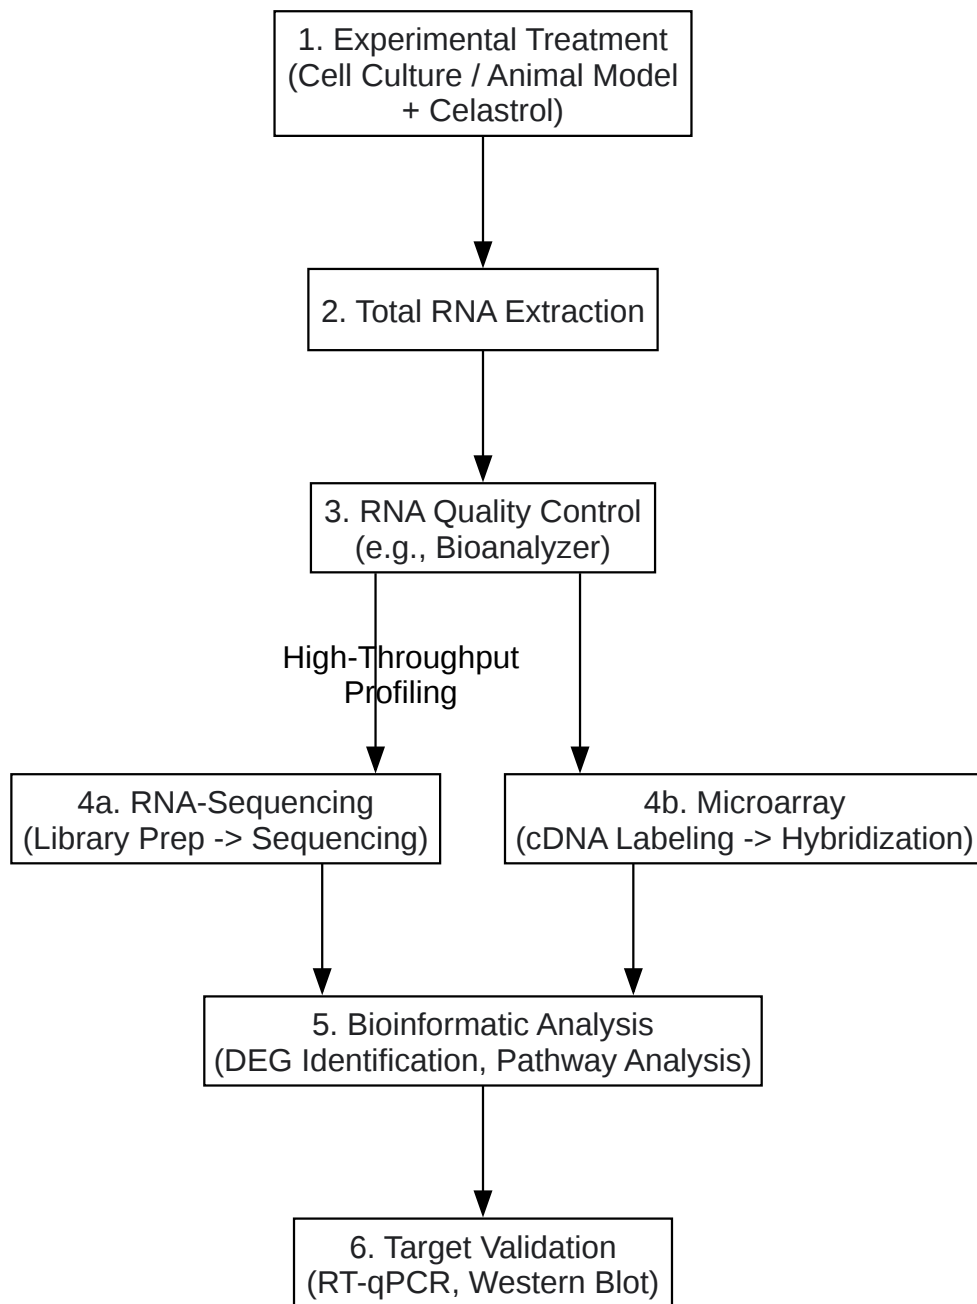 1. Experimental Treatment
(Cell Culture / Animal Model
+ Celastrol)
2. Total RNA Extraction
3. RNA Quality Control
(e.g., Bioanalyzer)
High-Throughput
Profiling
4a. RNA-Sequencing
(Library Prep -> Sequencing)
4b. Microarray
(cDNA Labeling -> Hybridization)
5. Bioinformatic Analysis
(DEG Identification, Pathway Analysis)
6. Target Validation
(RT-qPCR, Western Blot)